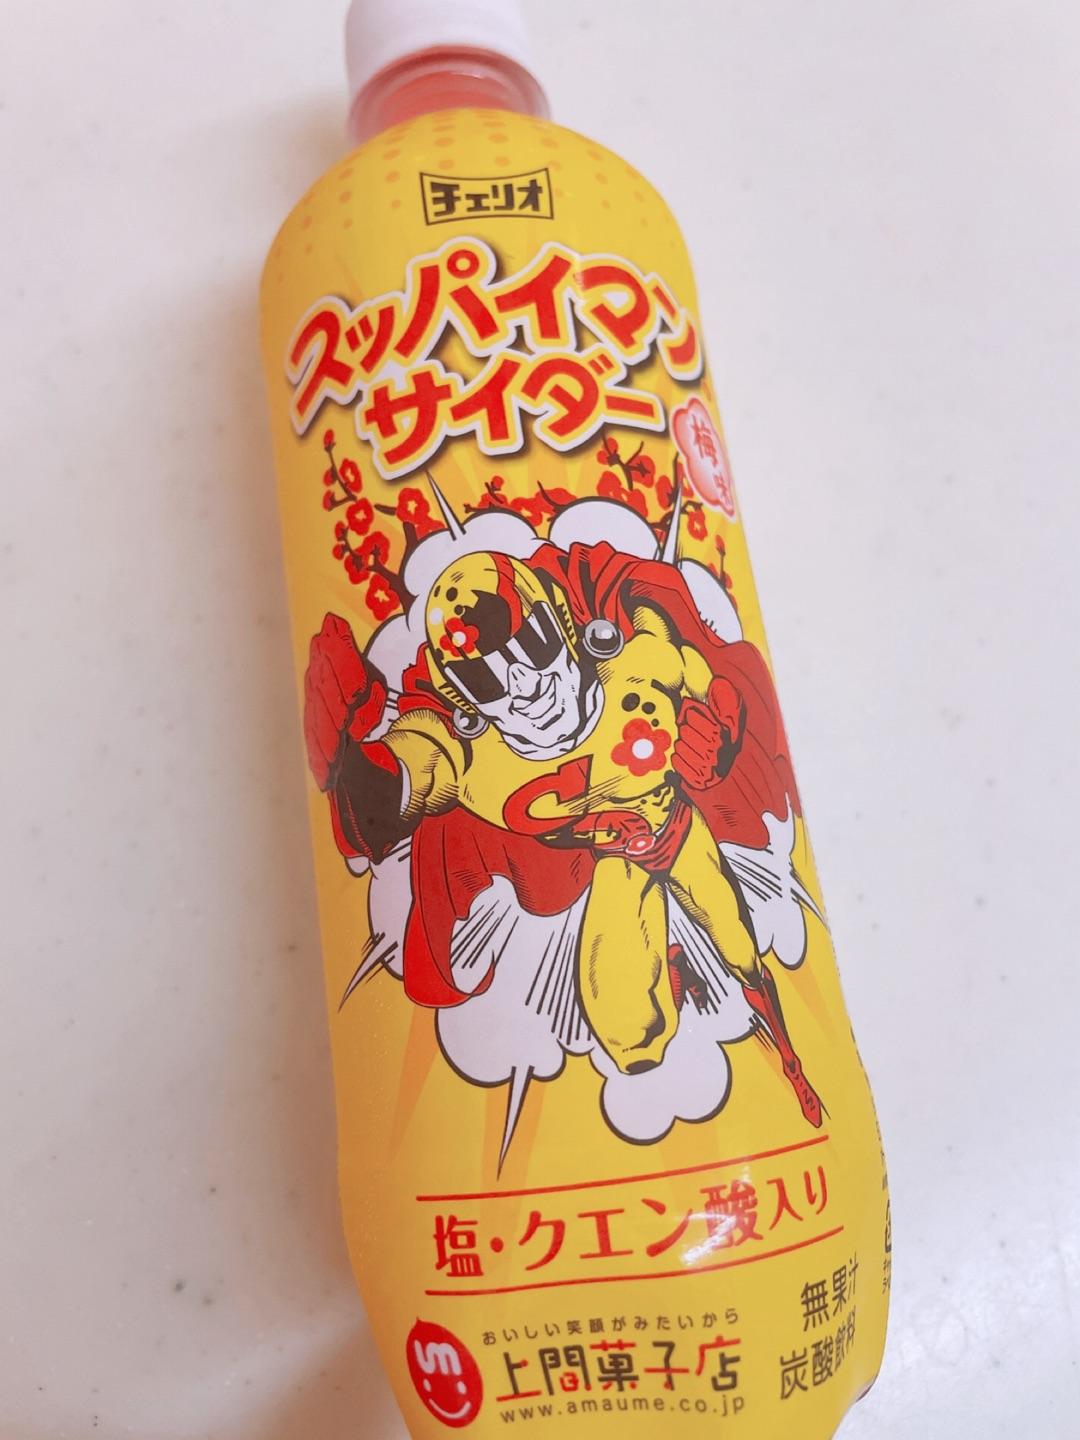 チェリオ
スッパイマン
サイダー
梅味
塩・クエン酸入り
無果汁
炭酸飲料
おいしい笑顔がみたいから
上間菓子店
www.amaume.co.jp